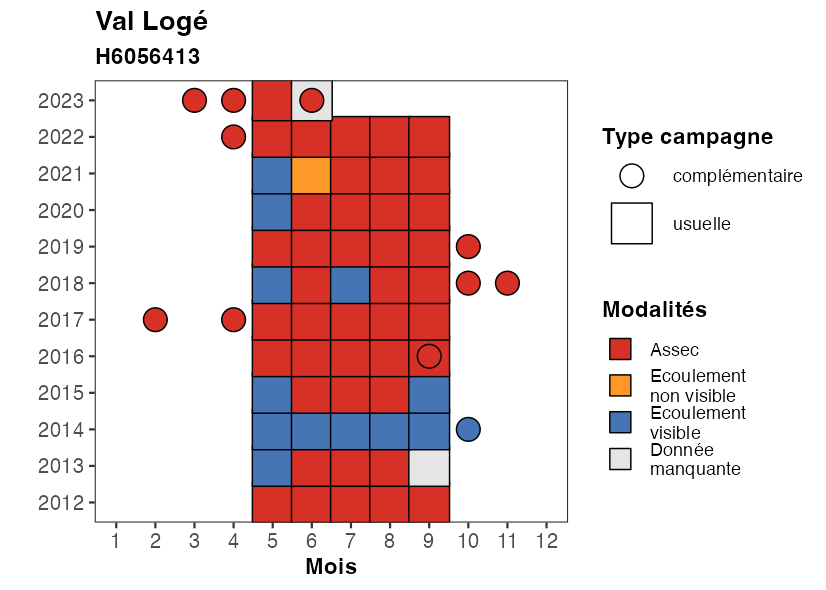 Val Logé
H6056413
2023
2022
2021
2020
2019
2018
2017
2016
2015
2014
2013
2012
1 2 3 4 5 6 7 8 9 10 11 12
Mois
Type campagne
complémentaire
usuelle
Modalités
Assec
Ecoulement
non visible
Ecoulement
visible
Donnée
manquante